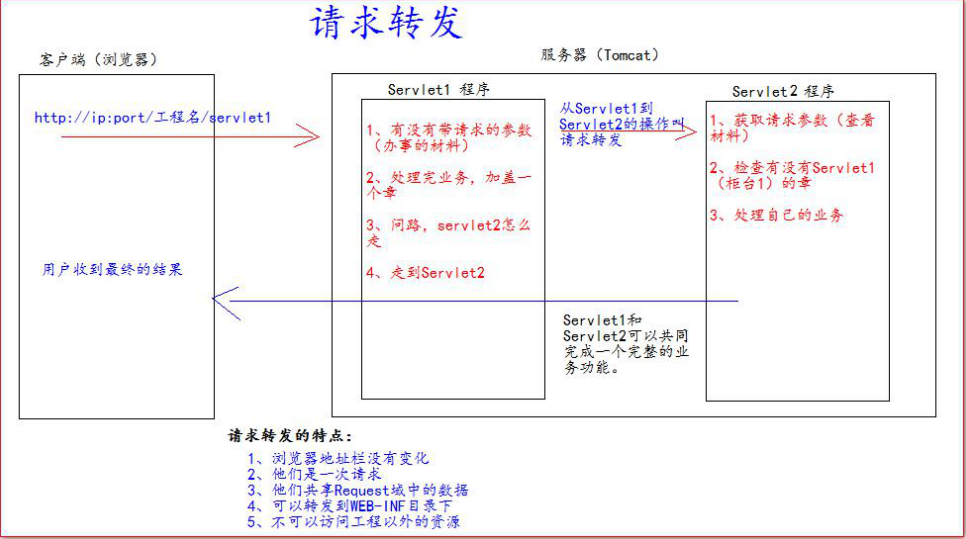 请求转发
客户端（浏览器）
服务器（Tomcat）
http://ip:port/工程名/servlet1
用户收到最终的结果
Servlet1 程序
1、有没有带请求的参数
（办事的材料）
2、处理完业务，加盖一
个章
3、问路，servlet2怎么
走
4、走到Servlet2
从Servlet1到
Servlet2的操作叫
请求转发
Servlet2 程序
1、获取请求参数（查看
材料）
2、检查有没有Servlet1
（柜台1）的章
3、处理自已的业务
Servlet1和
Servlet2可以共同
完成一个完整的业
务功能。
请求转发的特点：
1、浏览器地址栏没有变化
2、他们是一次请求
3、他们共享Request域中的数据
4、可以转发到WEB-INF目录下
5、不可以访问工程以外的资源